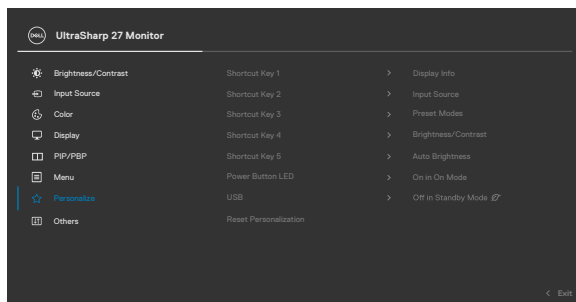 DELL UltraSharp 27 Monitor
Brightness/Contrast Shortcut Key 1 > Display Info
Input Source Shortcut Key 2 > Input Source
Color Shortcut Key 3 > Preset Modes
Display Shortcut Key 4 > Brightness/Contrast
PIP/PBP Shortcut Key 5 > Auto Brightness
Menu Power Button LED > On in On Mode
Personalize USB > Off in Standby Mode
Others Reset Personalization
< Exit